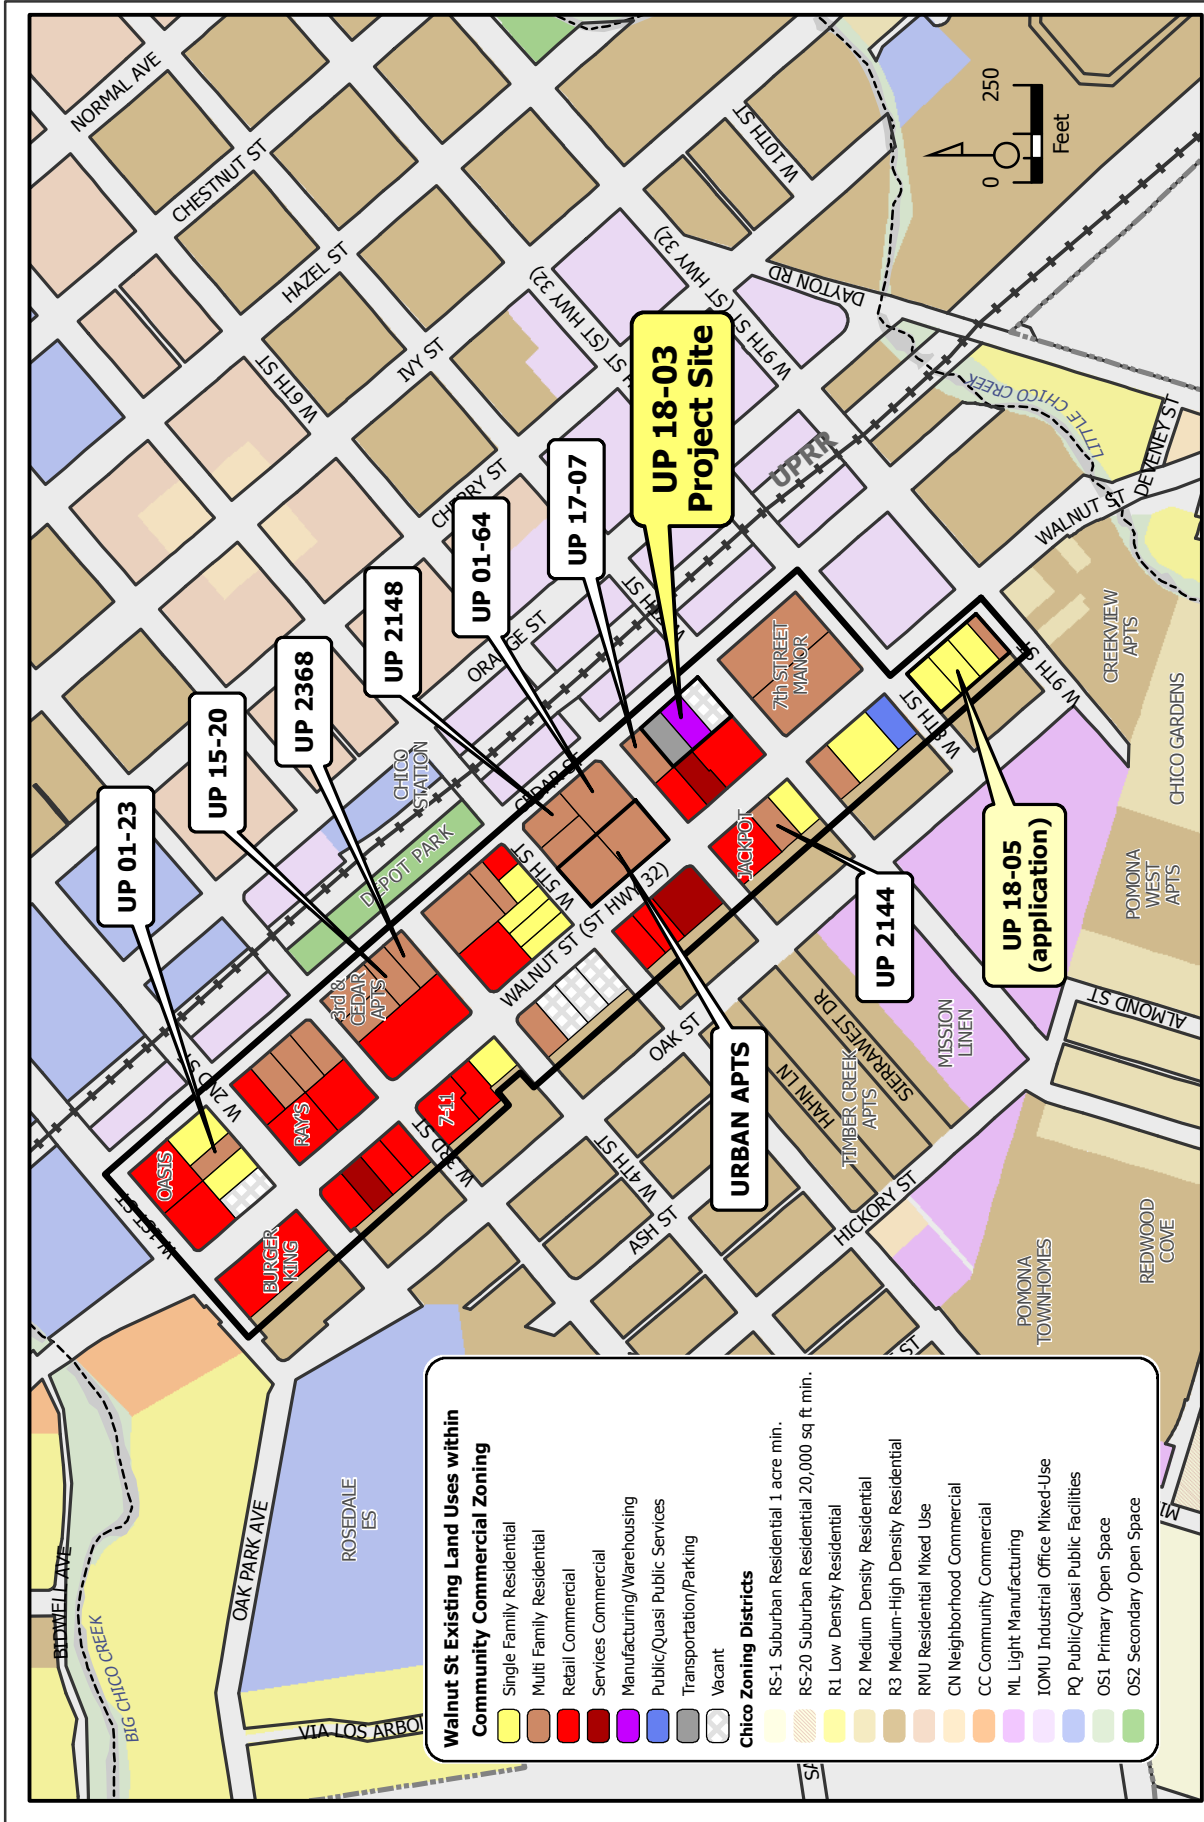 NORMAL AVE
CHESTNUT ST
HAZEL ST
IVY ST
W 6TH ST
CHERRY ST
ORANGE ST
W 10TH ST
W 9TH ST (ST HWY 32)
ST (ST HWY 32)
DAYTON RD
0
250
Feet
LITTLE CHICO CREEK
DEVENEY ST
WALNUT ST
UPRR
UP 01-23
UP 15-20
UP 2368
UP 2148
UP 01-64
UP 17-07
UP 18-03
Project Site
CHICO
STATION
DEPOT PARK
CEDAR ST
W 2ND ST
W 1ST ST
OASIS
RAY'S
3rd &
CEDAR
APTS
W 5TH ST
WALNUT ST (ST HWY 32)
7th STREET
MANOR
JACKPOT
W 8TH ST
W 9TH ST
CREEKVIEW
APTS
CHICO GARDENS
POMONA
WEST
APTS
ALMOND ST
BURGER
KING
7-11
W 3RD ST
W 4TH ST
OAK ST
ASH ST
HICKORY ST
HAHN LN
SIERRAWEST DR
TIMBER CREEK
APTS
MISSION
LINEN
URBAN APTS
UP 2144
UP 18-05
(application)
POMONA
TOWNHOMES
REDWOOD
COVE
BIDWELL AVE
BIG CHICO CREEK
OAK PARK AVE
ROSEDALE
ES
VIA LOS ARBOL
ST
SA
MI
Walnut St Existing Land Uses within
Community Commercial Zoning
Single Family Residential
Multi Family Residential
Retail Commercial
Services Commercial
Manufacturing/Warehousing
Public/Quasi Public Services
Transportation/Parking
Vacant
Chico Zoning Districts
RS-1 Suburban Residential 1 acre min.
RS-20 Suburban Residential 20,000 sq ft min.
R1 Low Density Residential
R2 Medium Density Residential
R3 Medium-High Density Residential
RMU Residential Mixed Use
CN Neighborhood Commercial
CC Community Commercial
ML Light Manufacturing
IOMU Industrial Office Mixed-Use
PQ Public/Quasi Public Facilities
OS1 Primary Open Space
OS2 Secondary Open Space